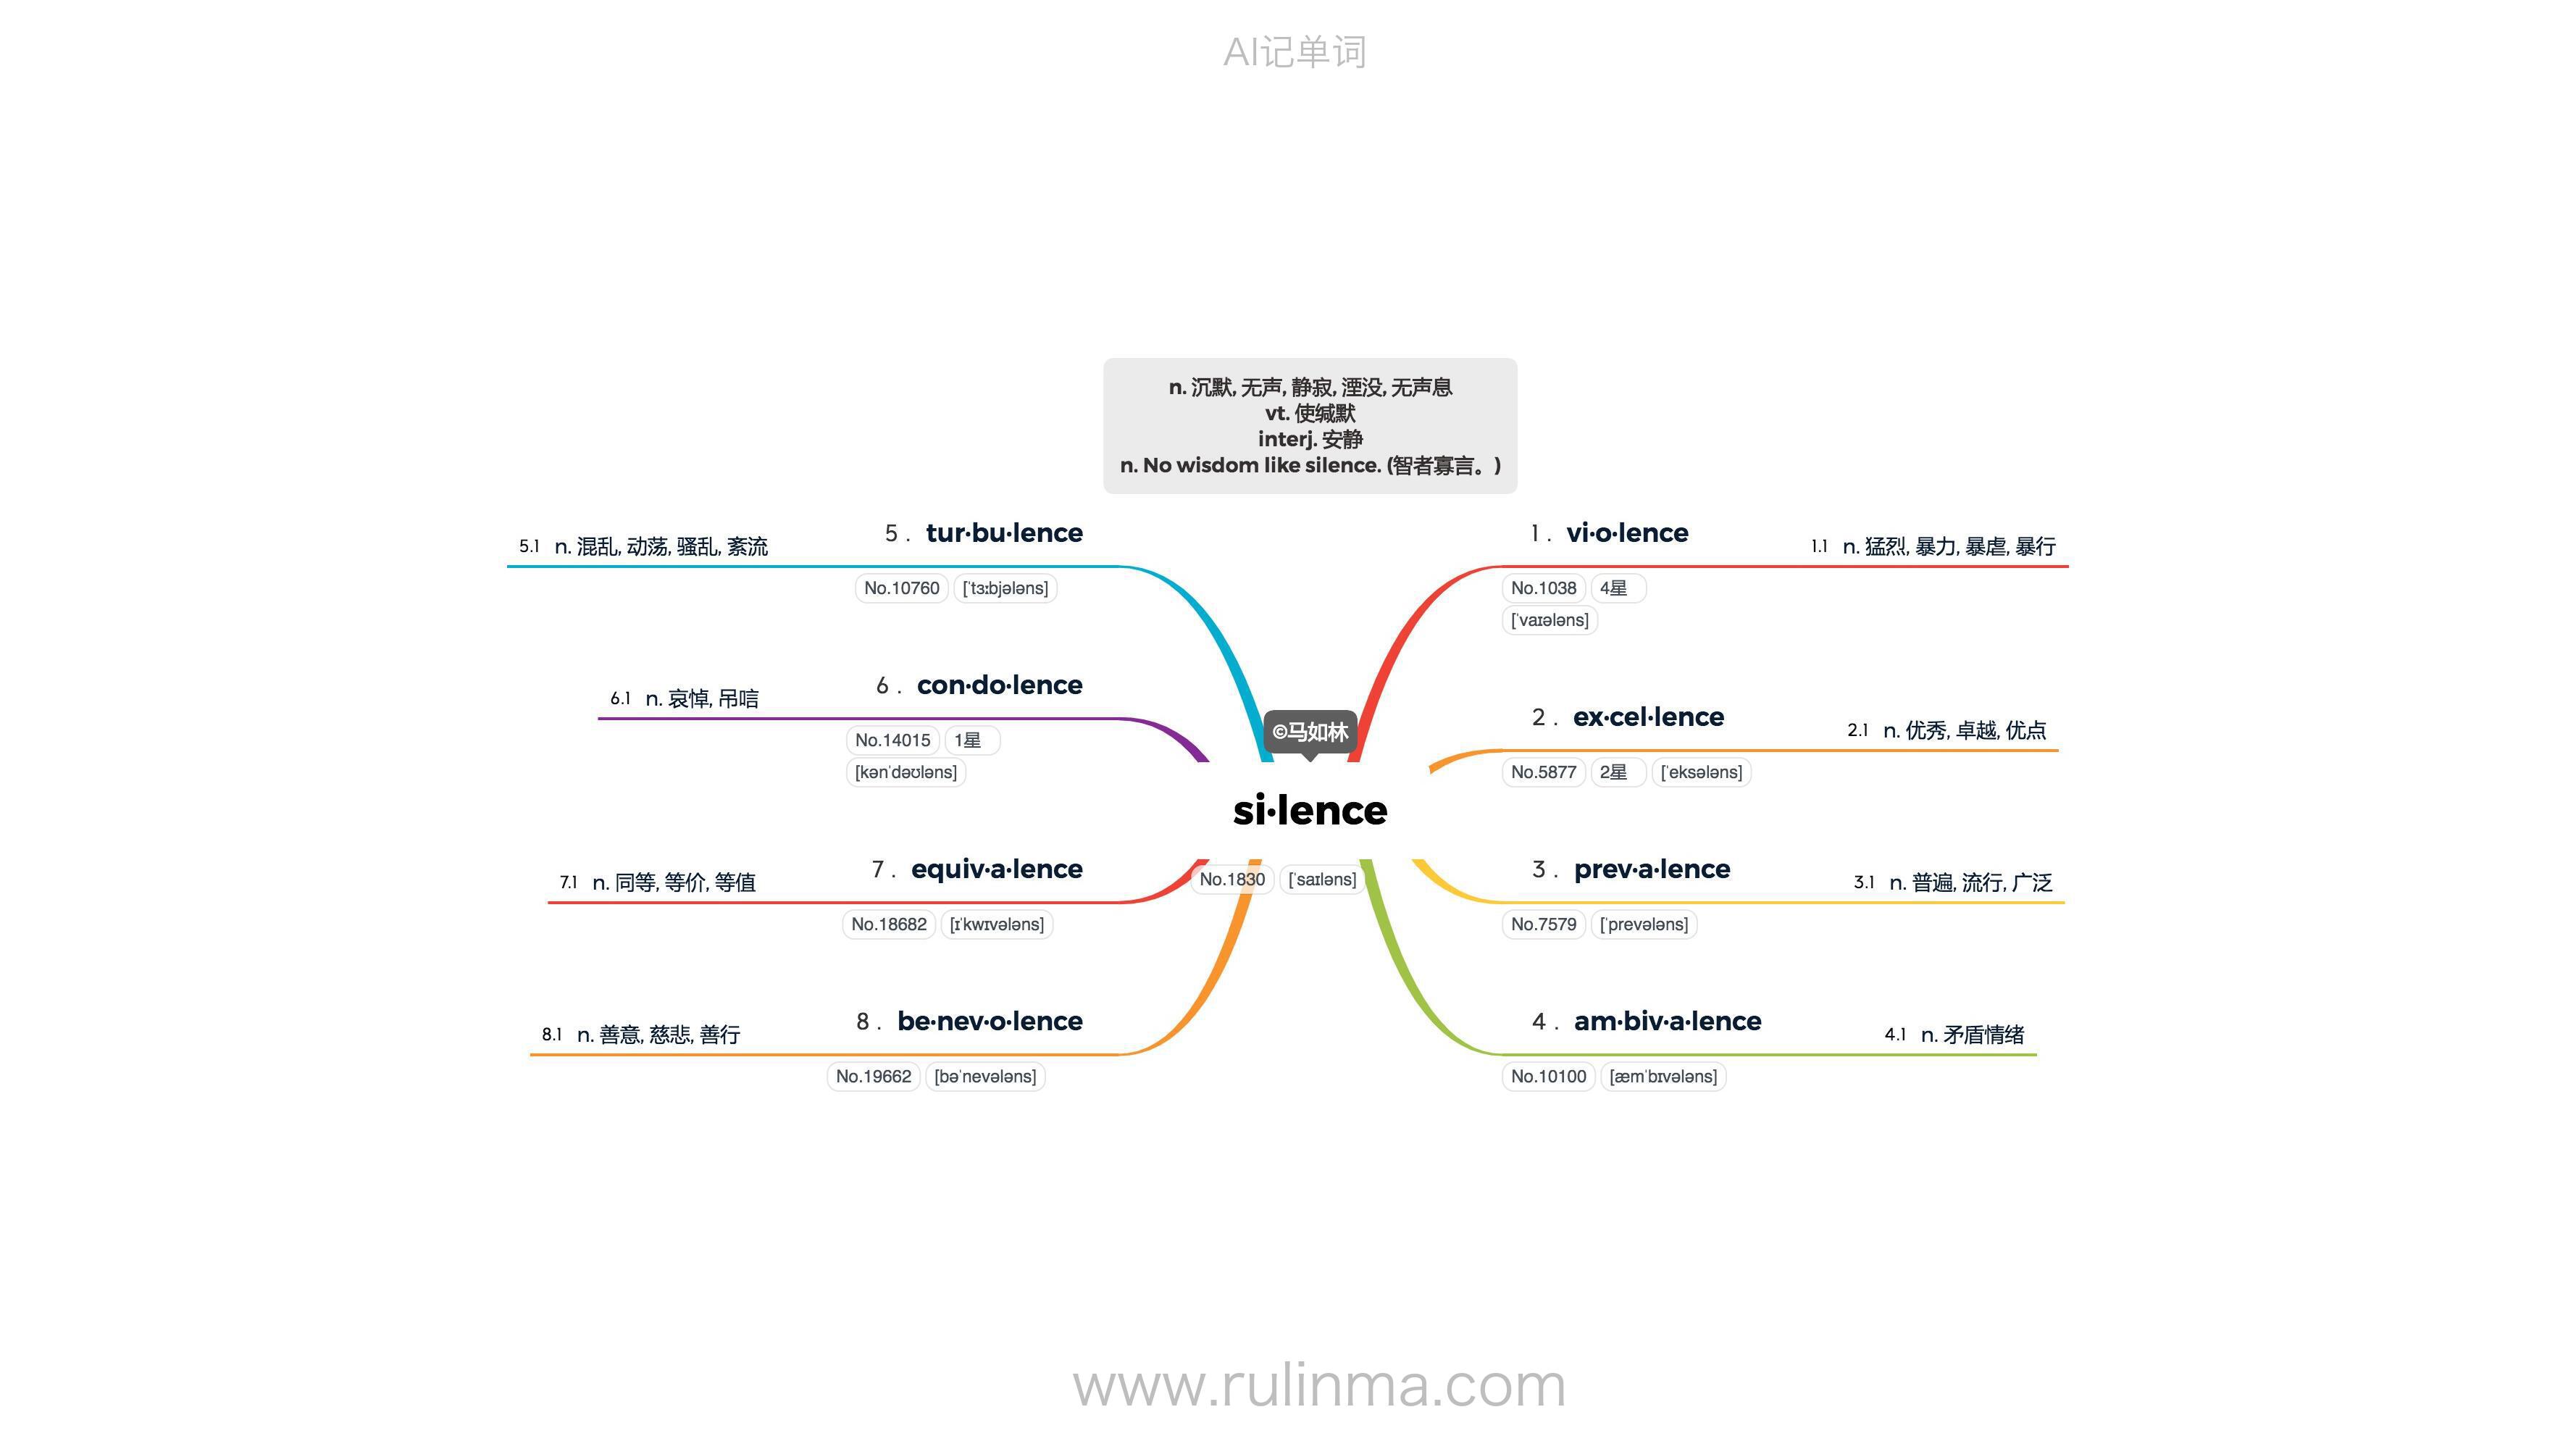 AI记单词
n. 沉默, 无声, 静寂, 湮没, 无声息
vt. 使缄默
interj. 安静
n. No wisdom like silence. (智者寡言。)
©马如林
si·lence
No.1830 [ˈsaɪləns]
1. vi·o·lence
No.1038 4星
[ˈvaɪələns]
1.1 n. 猛烈, 暴力, 暴虐, 暴行
2. ex·cel·lence
No.5877 2星 [ˈeksələns]
2.1 n. 优秀, 卓越, 优点
3. prev·a·lence
No.7579 [ˈprevələns]
3.1 n. 普遍, 流行, 广泛
4. am·biv·a·lence
No.10100 [æmˈbɪvələns]
4.1 n. 矛盾情绪
5. tur·bu·lence
No.10760 [ˈtɜːbjələns]
5.1 n. 混乱, 动荡, 骚乱, 紊流
6. con·do·lence
No.14015 1星
[kənˈdəʊləns]
6.1 n. 哀悼, 吊唁
7. equiv·a·lence
No.18682 [ɪˈkwɪvələns]
7.1 n. 同等, 等价, 等值
8. be·nev·o·lence
No.19662 [bəˈnevələns]
8.1 n. 善意, 慈悲, 善行
www.rulinma.com